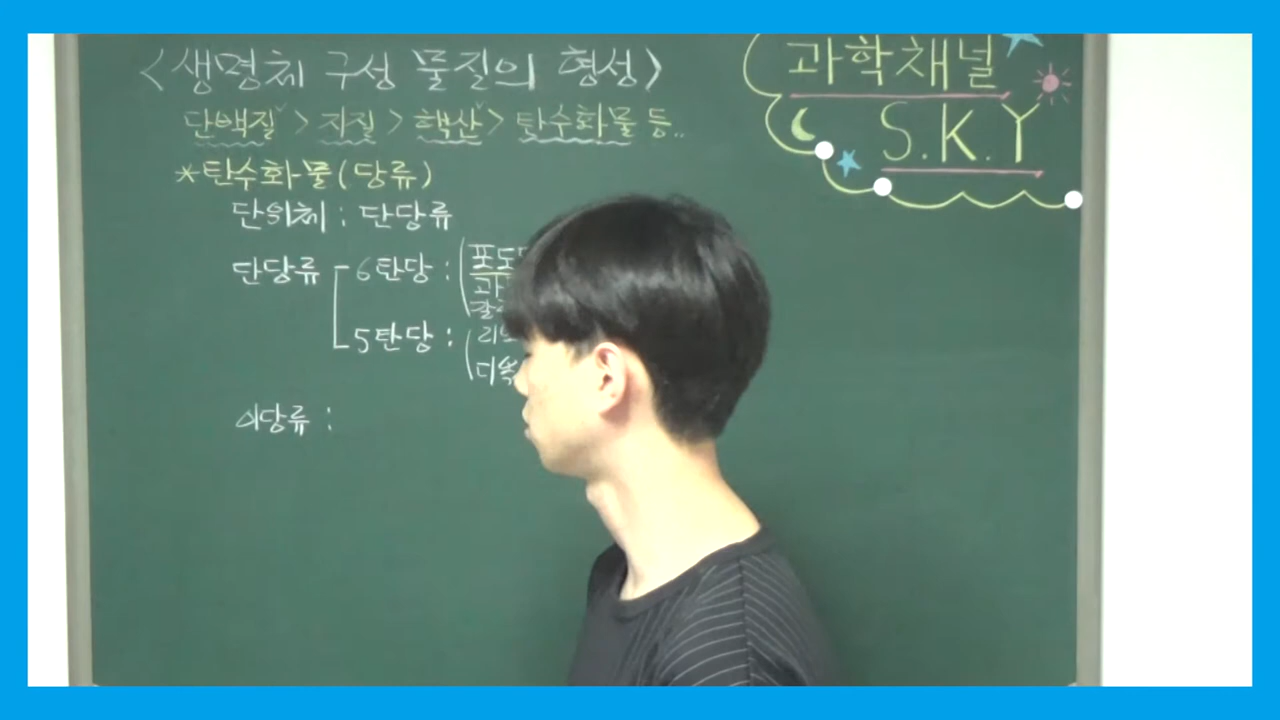 <생명체 구성 물질의 형성>
단백질 > 지질 > 핵산 > 탄수화물 등..
*탄수화물(당류)
단위체 : 단당류
단당류 6탄당 : (포도
5탄당 :
이당류 :
과학채널
S.K.Y